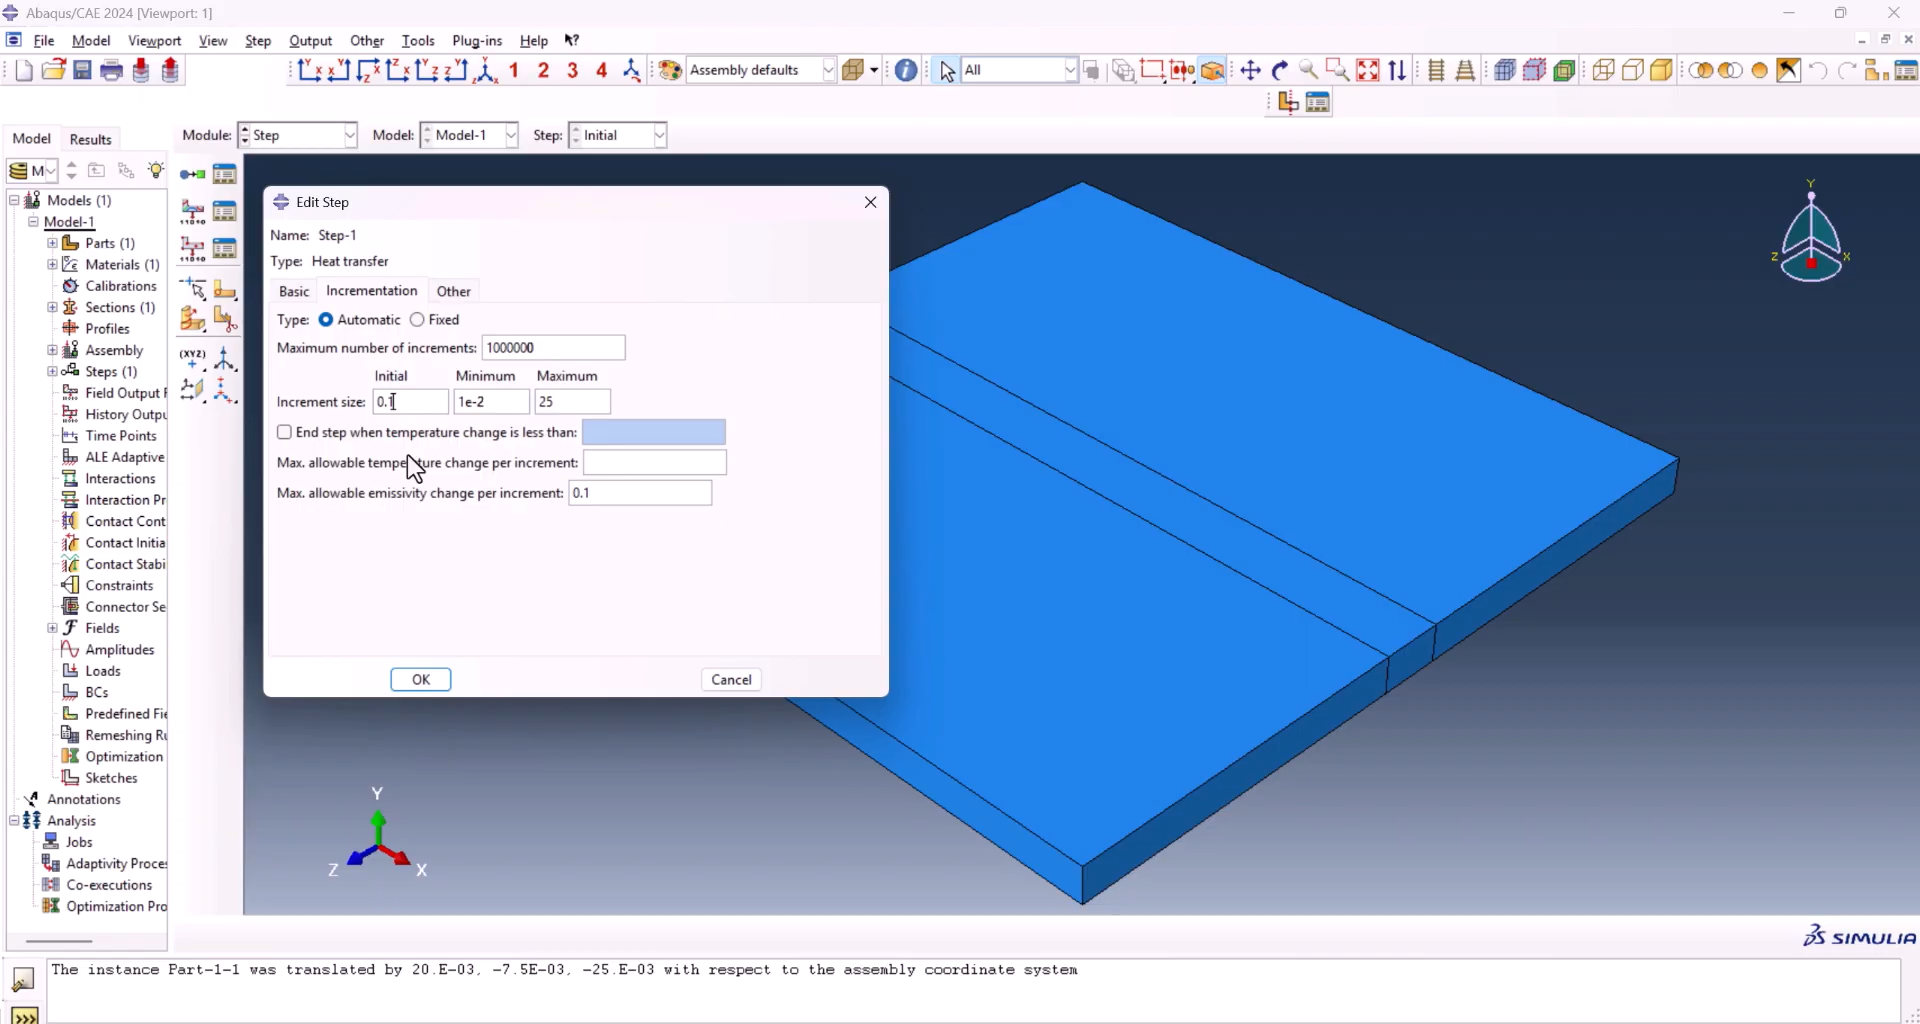 Abaqus/CAE 2024 [Viewport: 1]
File Model Viewport View Step Output Other Tools Plug-ins Help
1 2 3 4 Assembly defaults All
Model Results Module: Step Model: Model-1 Step: Initial
M
Models (1)
Model-1
Parts (1)
Materials (1)
Calibrations
Sections (1)
Profiles
Assembly
Steps (1)
Field Output
History Outpu
Time Points
ALE Adaptive
Interactions
Interaction Pr
Contact Cont
Contact Initia
Contact Stabi
Constraints
Connector Se
Fields
Amplitudes
Loads
BCs
Predefined Fie
Remeshing Ru
Optimization
Sketches
Annotations
Analysis
Jobs
Adaptivity Proce
Co-executions
Optimization Pro
(XYZ)
Edit Step
Name: Step-1
Type: Heat transfer
Basic Incrementation Other
Type: Automatic Fixed
Maximum number of increments: 1000000
Initial Minimum Maximum
Increment size: 0.1 1e-2 25
End step when temperature change is less than:
Max. allowable temperature change per increment:
Max. allowable emissivity change per increment: 0.1
OK Cancel
Y
Z X
Y
Z X
SIMULIA
The instance Part-1-1 was translated by 20.E-03, -7.5E-03, -25.E-03 with respect to the assembly coordinate system
>>>